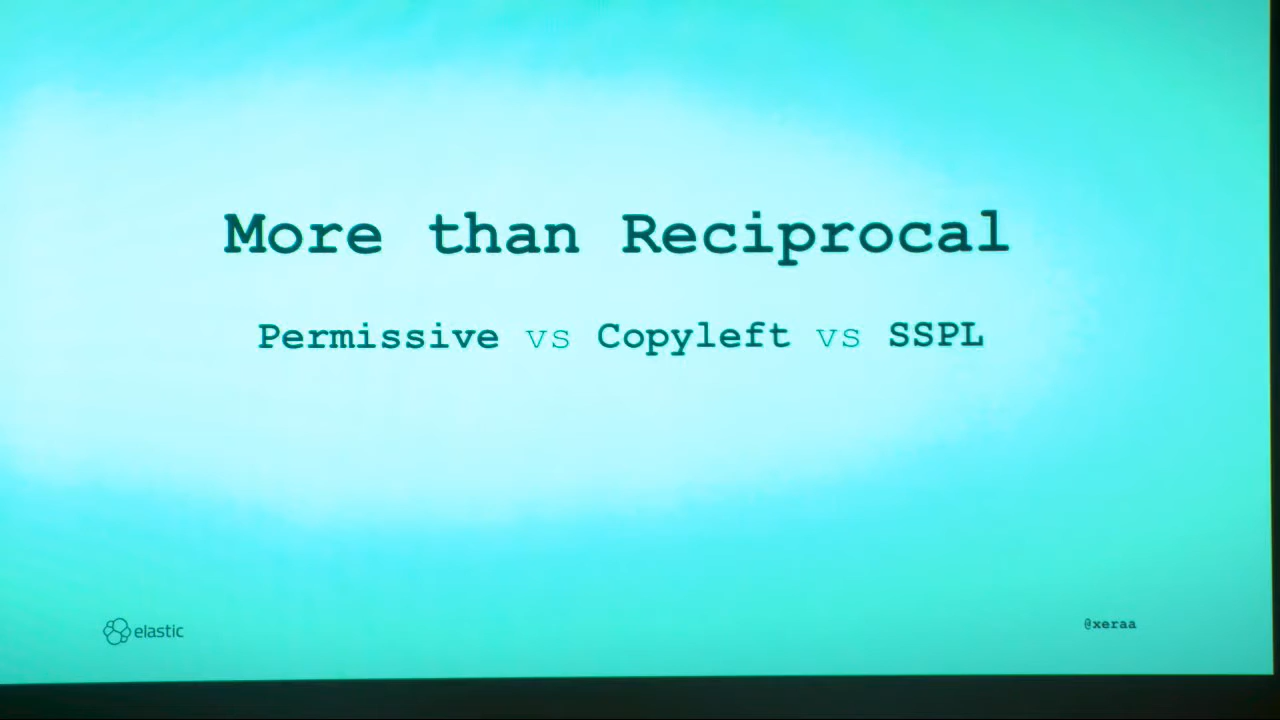 More than Reciprocal
Permissive vs Copyleft vs SSPL
elastic
@xeraa